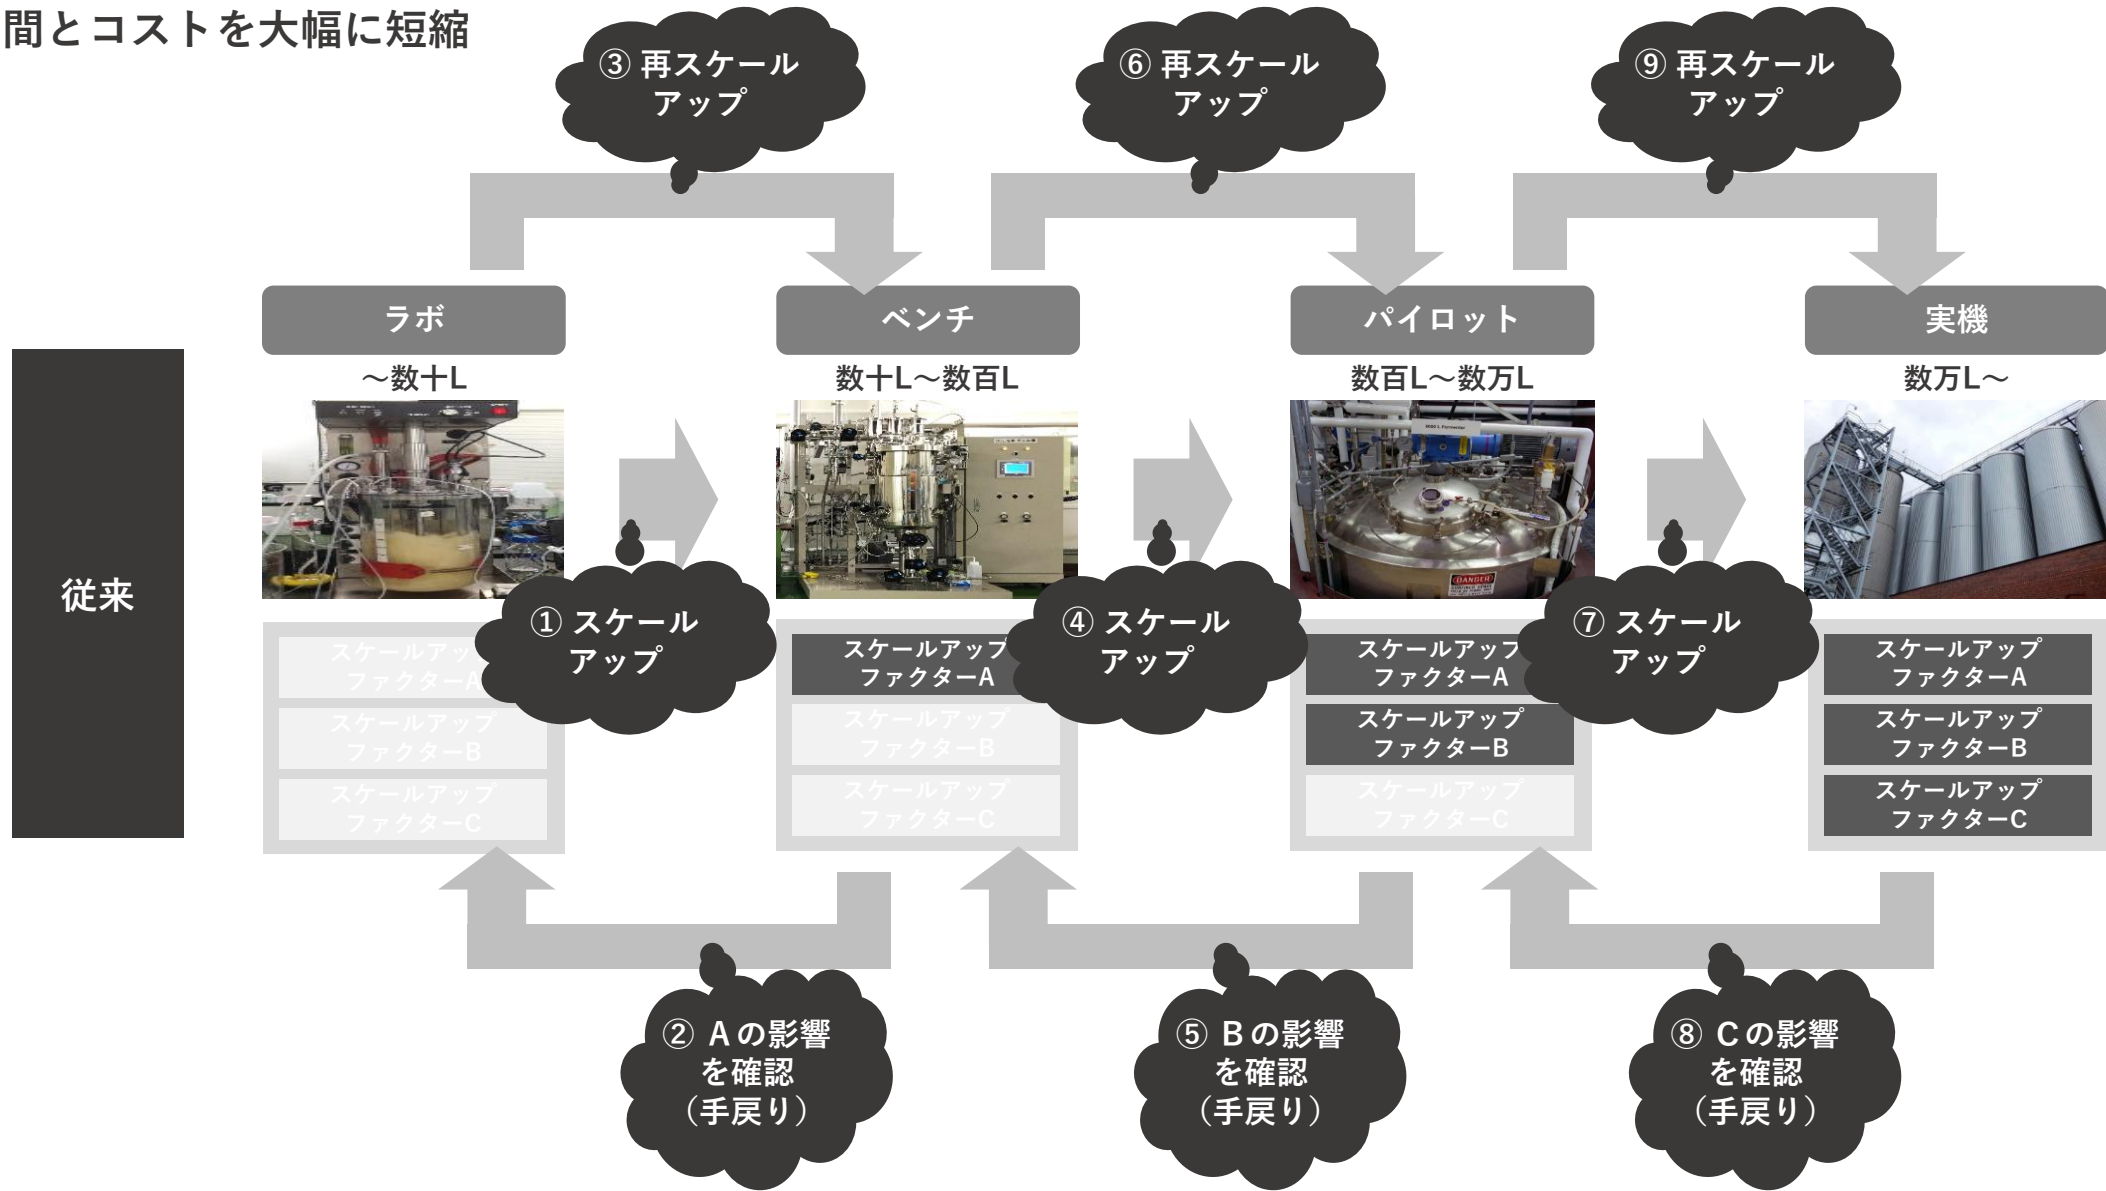 間とコストを大幅に短縮
③ 再スケール
アップ
⑥ 再スケール
アップ
⑨ 再スケール
アップ
ラボ
ベンチ
パイロット
実機
～数十L
数十L～数百L
数百L～数万L
数万L～
従来
DANGER
① スケール
アップ
④ スケール
アップ
⑦ スケール
アップ
スケールアップ
ファクターA
スケールアップ
ファクターB
スケールアップ
ファクターC
スケールアップ
ファクターA
スケールアップ
ファクターB
スケールアップ
ファクターC
スケールアップ
ファクターA
スケールアップ
ファクターB
スケールアップ
ファクターC
スケールアップ
ファクターA
スケールアップ
ファクターB
スケールアップ
ファクターC
② Aの影響
を確認
（手戻り）
⑤ Bの影響
を確認
（手戻り）
⑧ Cの影響
を確認
（手戻り）